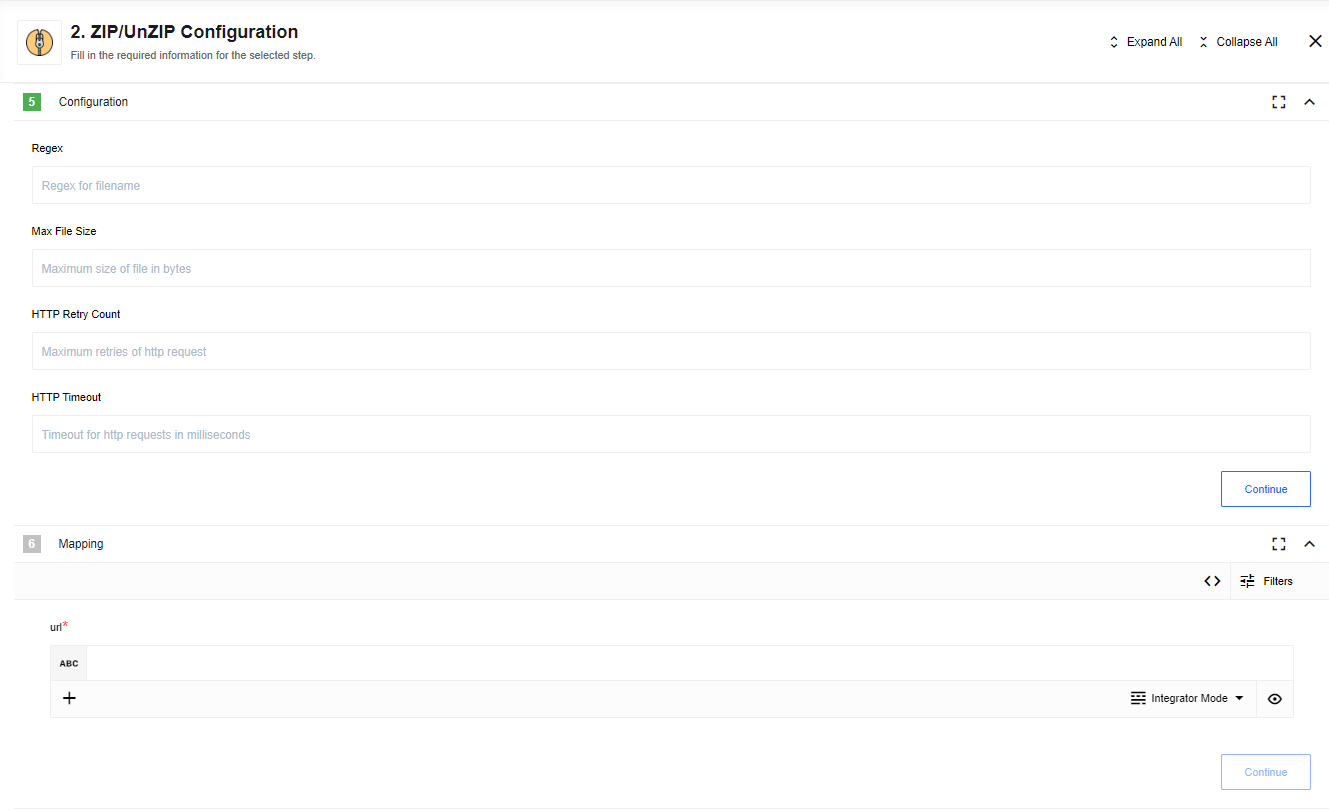 2. ZIP/UnZIP Configuration
Fill in the required information for the selected step.
Expand All
Collapse All
5
Configuration
Regex
Regex for filename
Max File Size
Maximum size of file in bytes
HTTP Retry Count
Maximum retries of http request
HTTP Timeout
Timeout for http requests in milliseconds
Continue
6
Mapping
Filters
url*
ABC
Integrator Mode
Continue